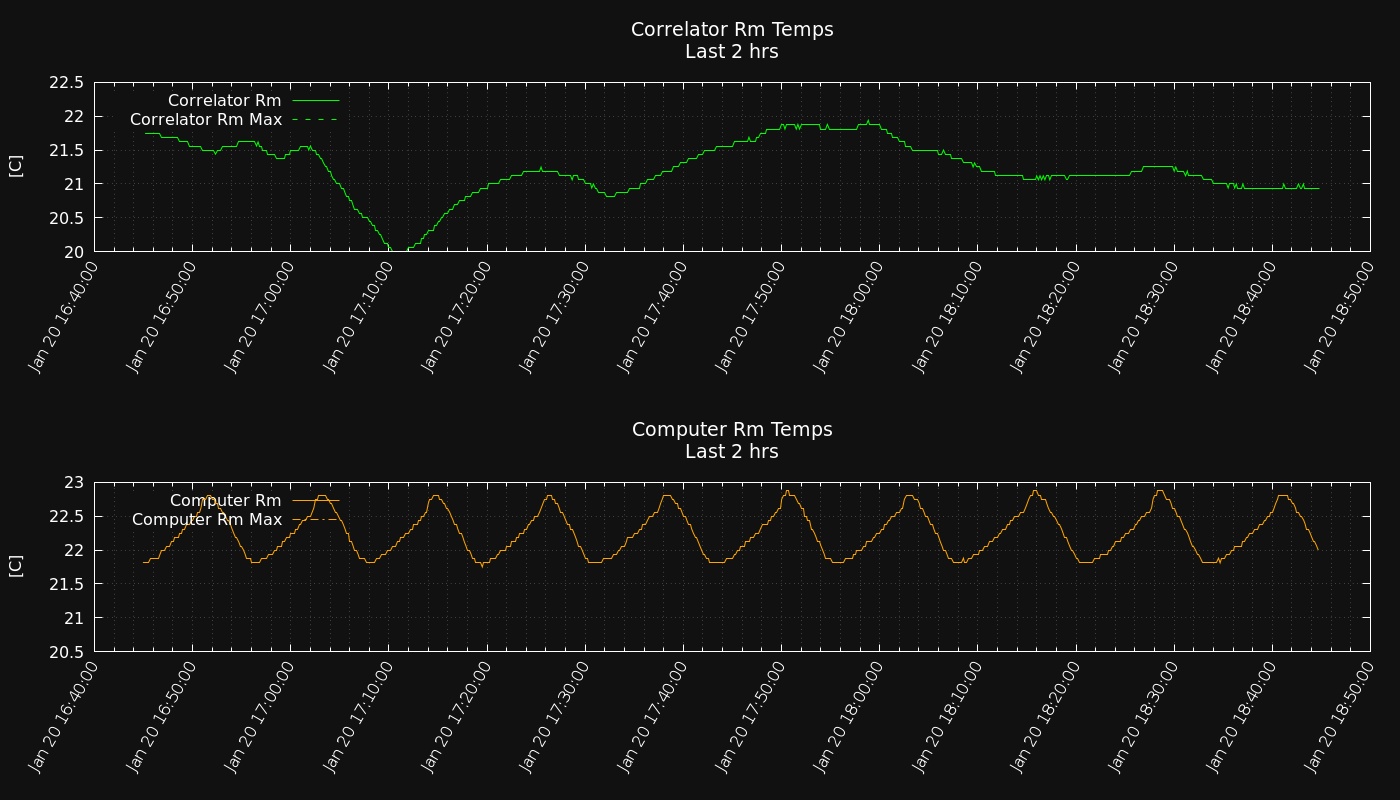 Correlator Rm Temps
Last 2 hrs
22.5
22
21.5
21
20.5
20
[C]
Correlator Rm
Correlator Rm Max
Jan 20 16:40:00
Jan 20 16:50:00
Jan 20 17:00:00
Jan 20 17:10:00
Jan 20 17:20:00
Jan 20 17:30:00
Jan 20 17:40:00
Jan 20 17:50:00
Jan 20 18:00:00
Jan 20 18:10:00
Jan 20 18:20:00
Jan 20 18:30:00
Jan 20 18:40:00
Jan 20 18:50:00
Computer Rm Temps
Last 2 hrs
23
22.5
22
21.5
21
20.5
[C]
Computer Rm
Computer Rm Max
Jan 20 16:40:00
Jan 20 16:50:00
Jan 20 17:00:00
Jan 20 17:10:00
Jan 20 17:20:00
Jan 20 17:30:00
Jan 20 17:40:00
Jan 20 17:50:00
Jan 20 18:00:00
Jan 20 18:10:00
Jan 20 18:20:00
Jan 20 18:30:00
Jan 20 18:40:00
Jan 20 18:50:00